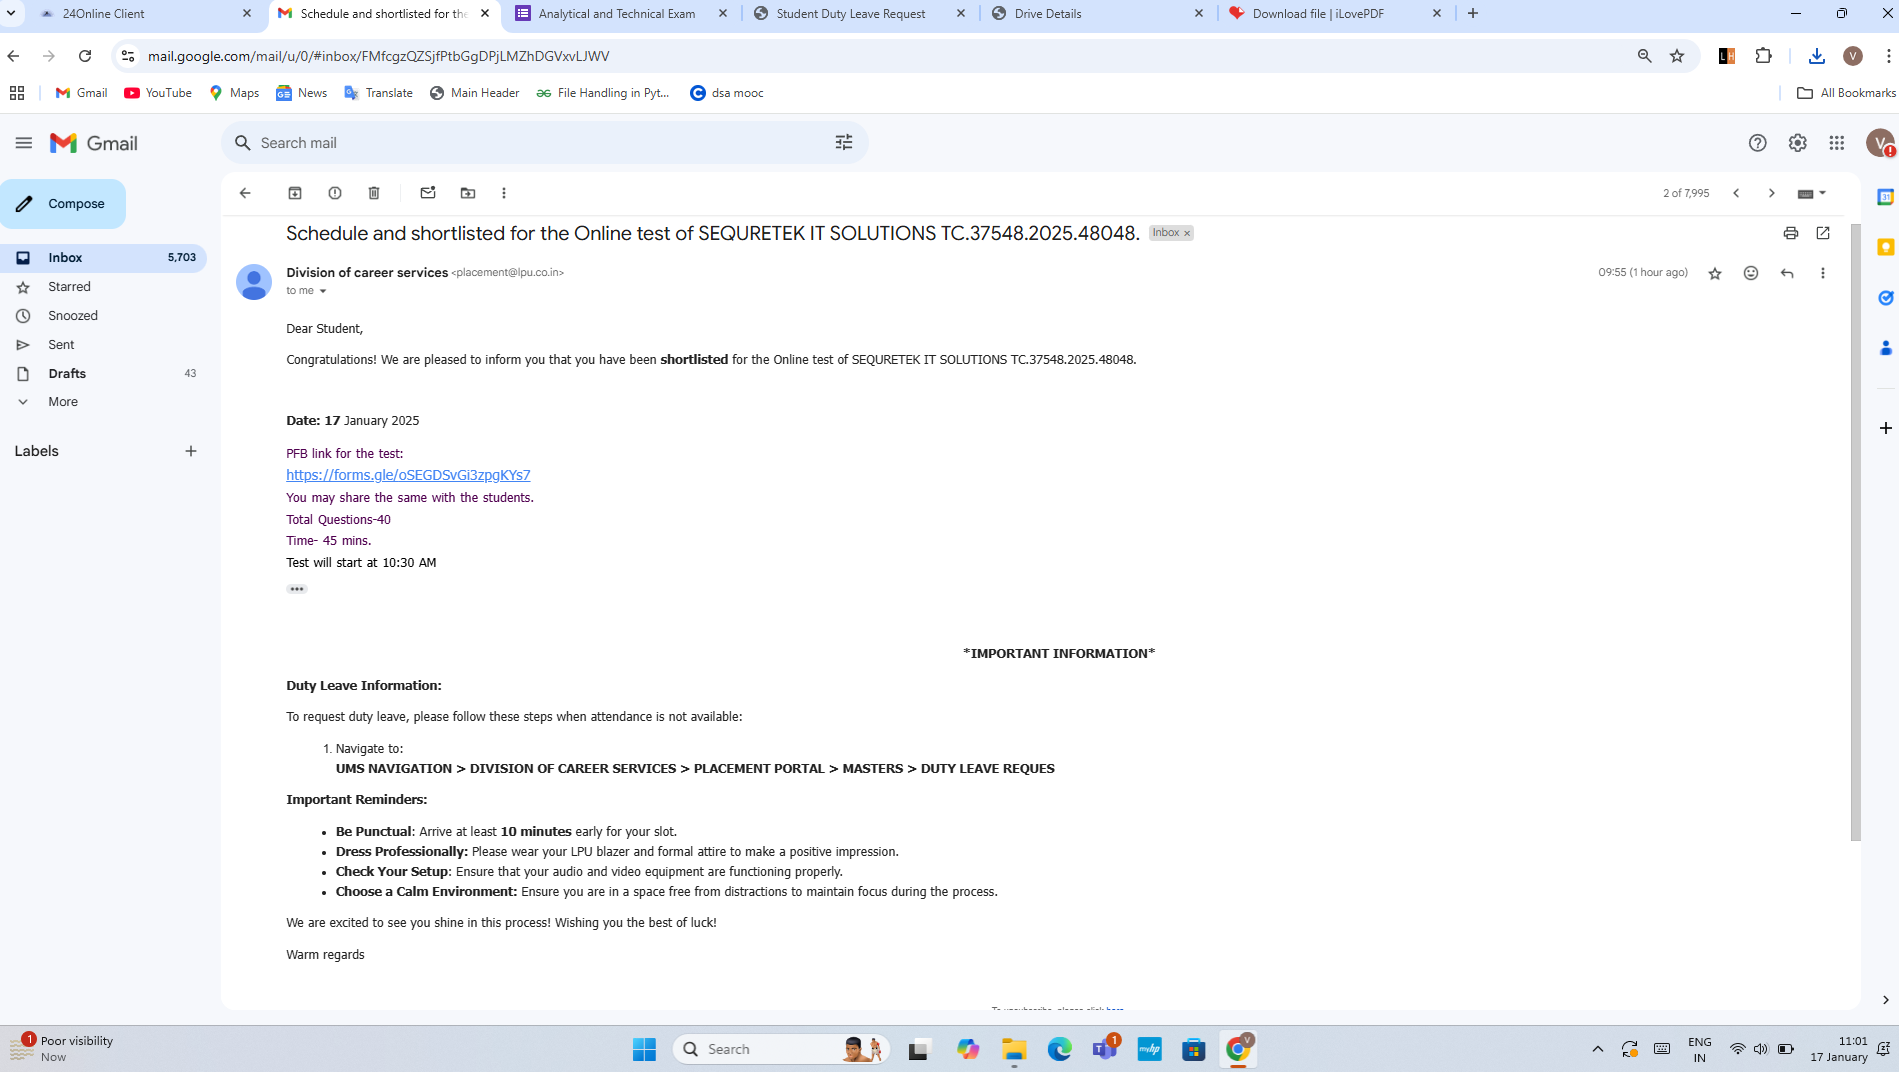 24Online Client
Schedule and shortlisted for the
Analytical and Technical Exam
Student Duty Leave Request
Drive Details
Download file | iLovePDF
mail.google.com/mail/u/0/#inbox/FMfcgzQZSjfPtbGgDPjLMZhDGVxvLJWV
V
Gmail
YouTube
Maps
News
Translate
Main Header
File Handling in Pyt...
dsa mooc
All Bookmarks
Gmail
Search mail
V
Compose
2 of 7,995
Inbox 5,703
Starred
Snoozed
Sent
Drafts 43
More
Labels
Schedule and shortlisted for the Online test of SEQURETEK IT SOLUTIONS TC.37548.2025.48048. Inbox x
Division of career services <placement@lpu.co.in>
09:55 (1 hour ago)
to me
Dear Student,
Congratulations! We are pleased to inform you that you have been shortlisted for the Online test of SEQURETEK IT SOLUTIONS TC.37548.2025.48048.
Date: 17 January 2025
PFB link for the test:
https://forms.gle/oSEGDSvGi3zpgKYs7
You may share the same with the students.
Total Questions-40
Time- 45 mins.
Test will start at 10:30 AM
*IMPORTANT INFORMATION*
Duty Leave Information:
To request duty leave, please follow these steps when attendance is not available:
1. Navigate to:
UMS NAVIGATION > DIVISION OF CAREER SERVICES > PLACEMENT PORTAL > MASTERS > DUTY LEAVE REQUES
Important Reminders:
• Be Punctual: Arrive at least 10 minutes early for your slot.
• Dress Professionally: Please wear your LPU blazer and formal attire to make a positive impression.
• Check Your Setup: Ensure that your audio and video equipment are functioning properly.
• Choose a Calm Environment: Ensure you are in a space free from distractions to maintain focus during the process.
We are excited to see you shine in this process! Wishing you the best of luck!
Warm regards
1
Poor visibility
Now
Search
1
ENG
IN
11:01
17 January